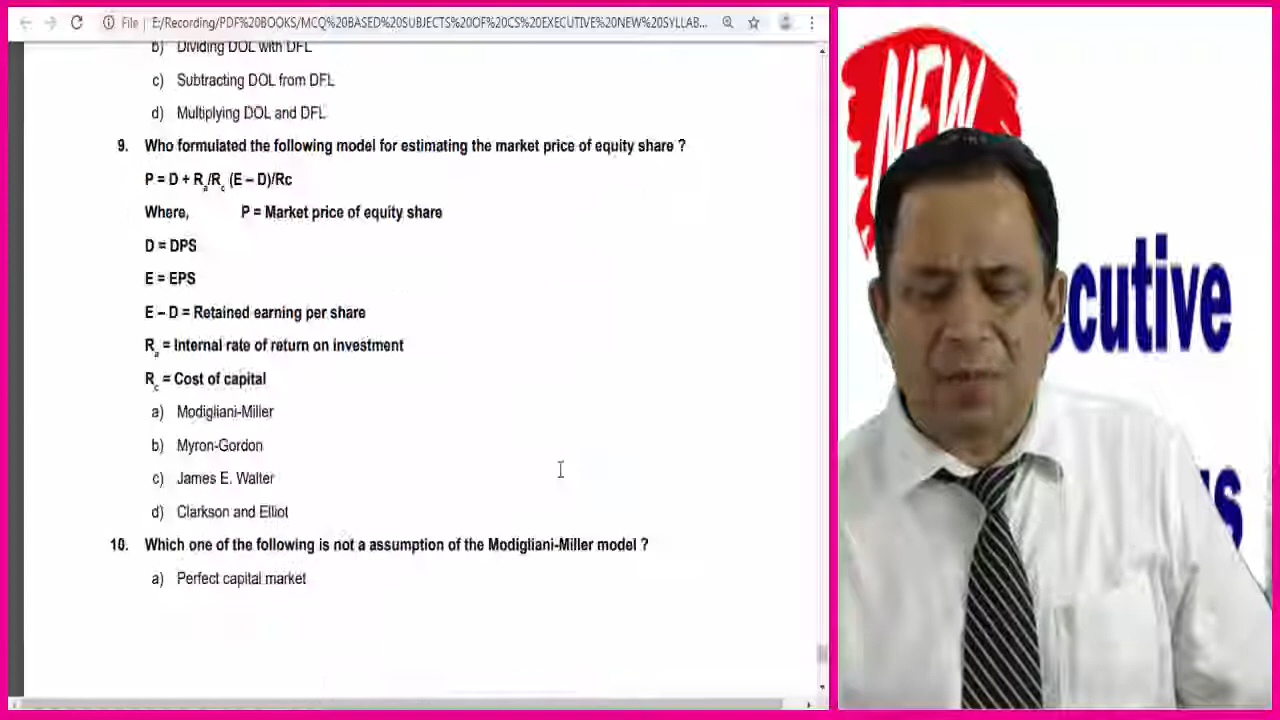 File | E:/Recording/PDF%20BOOKS/MCQ%20BASED%20SUBJECTS%20OF%20CS%20EXECUTIVE%20NEW%20SYLLAB...
b) Dividing DOL with DFL
c) Subtracting DOL from DFL
d) Multiplying DOL and DFL
9. Who formulated the following model for estimating the market price of equity share ?
P = D + Ra/Rc (E – D)/Rc
Where, P = Market price of equity share
D = DPS
E = EPS
E – D = Retained earning per share
Ra = Internal rate of return on investment
Rc = Cost of capital
a) Modigliani-Miller
b) Myron-Gordon
c) James E. Walter
d) Clarkson and Elliot
10. Which one of the following is not a assumption of the Modigliani-Miller model ?
a) Perfect capital market
NEW
ecutive